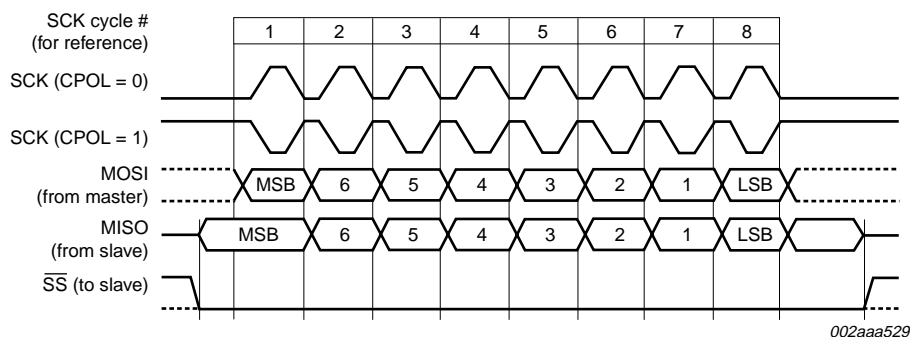 SCK cycle #
(for reference)
1 2 3 4 5 6 7 8
SCK (CPOL = 0)
SCK (CPOL = 1)
MOSI
(from master)
MSB 6 5 4 3 2 1 LSB
MISO
(from slave)
MSB 6 5 4 3 2 1 LSB
SS (to slave)
002aaa529